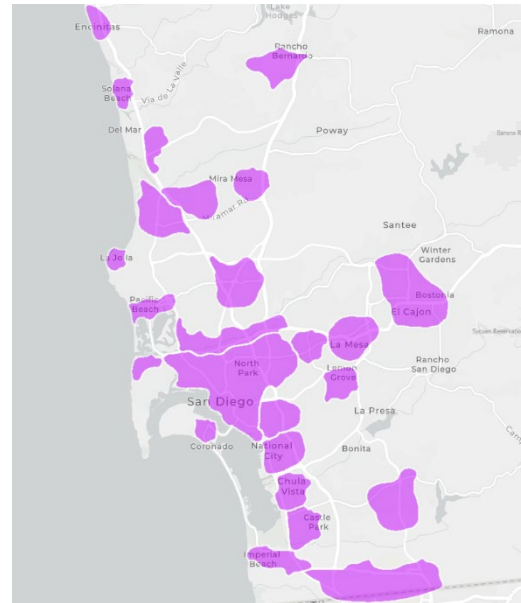 Lake
Hodges
Encinitas
Ramona
Rancho
Bernardo
Solana
Beach
Via de La Valle
Del Mar
Poway
Mira Mesa
Miramar Rd
Santee
Winter
Gardens
La Jolla
Bostonia
Pacific
Beach
El Cajon
La Mesa
North
Park
Lemon
Grove
Rancho
San Diego
San Diego
La Presa
Coronado
National
City
Bonita
Chula
Vista
Castle
Park
Imperial
Beach